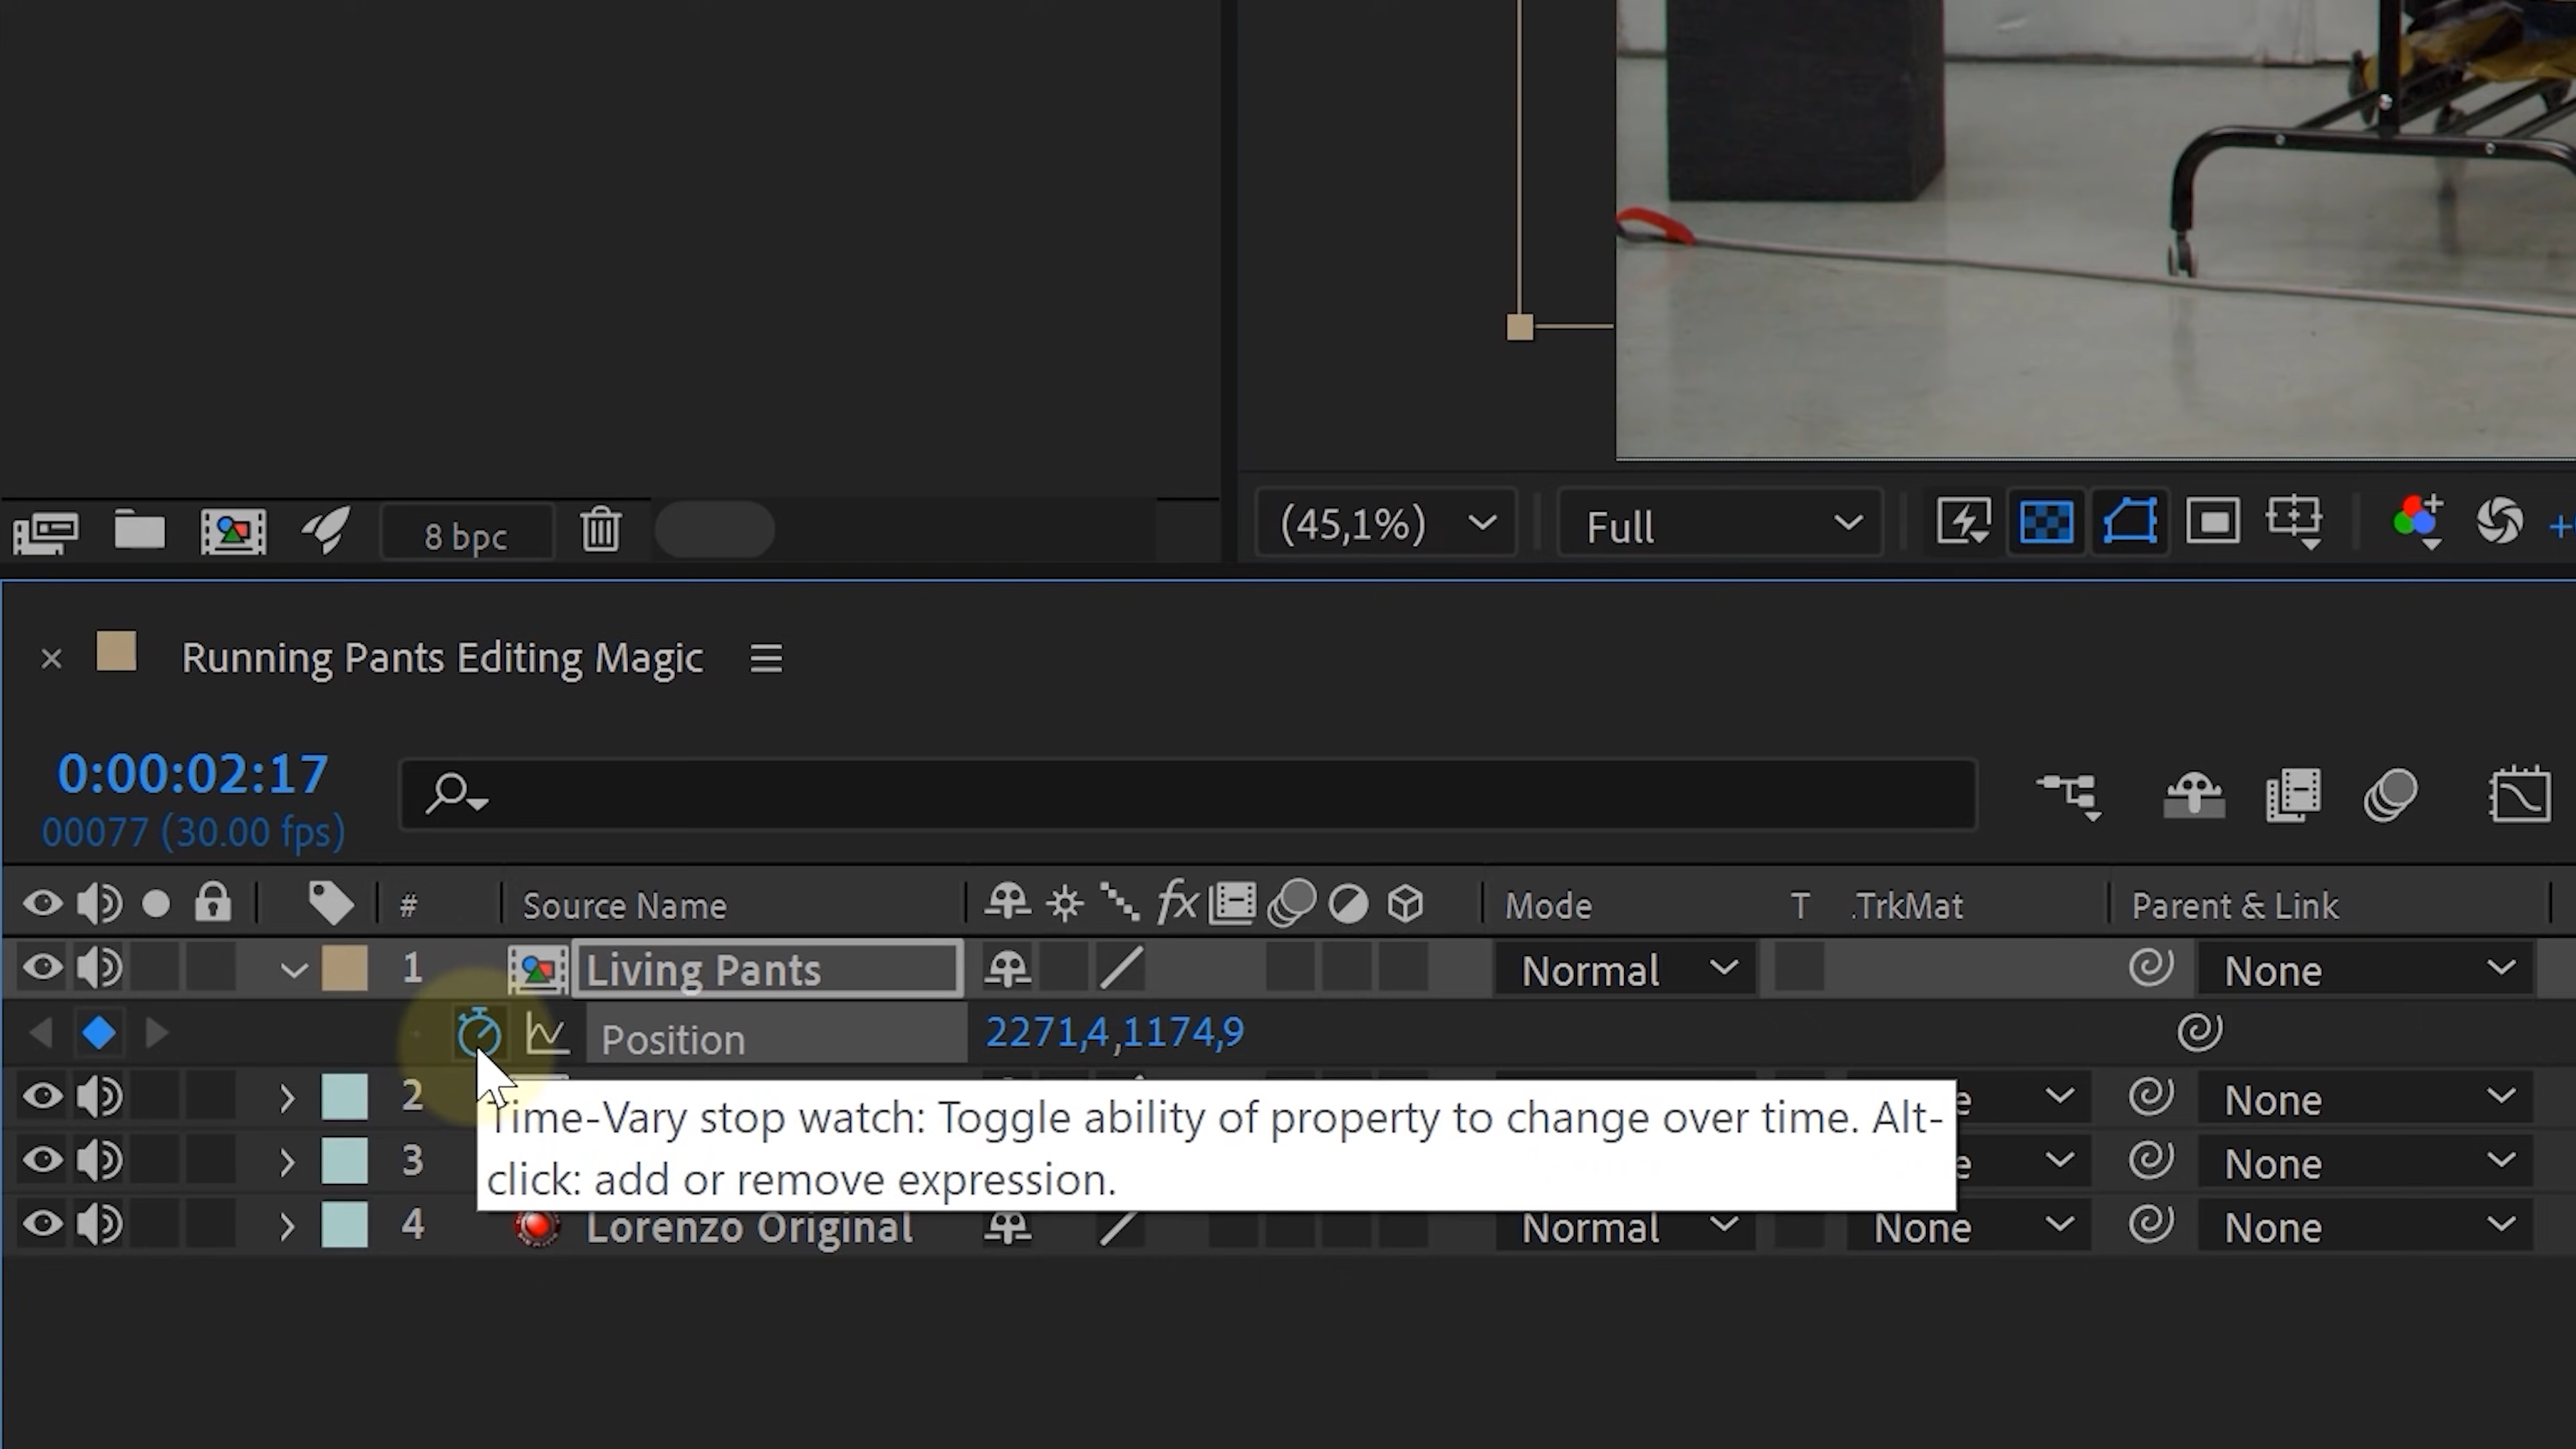 8 bpc
(45,1%)
Full
Running Pants Editing Magic
0:00:02:17
00077 (30.00 fps)
# Source Name fx Mode T .TrkMat Parent & Link
1 Living Pants Normal None
Position 2271,4,1174,9
2 None
Time-Vary stop watch: Toggle ability of property to change over time. Alt-
3 None
click: add or remove expression.
4 Lorenzo Original Normal None None